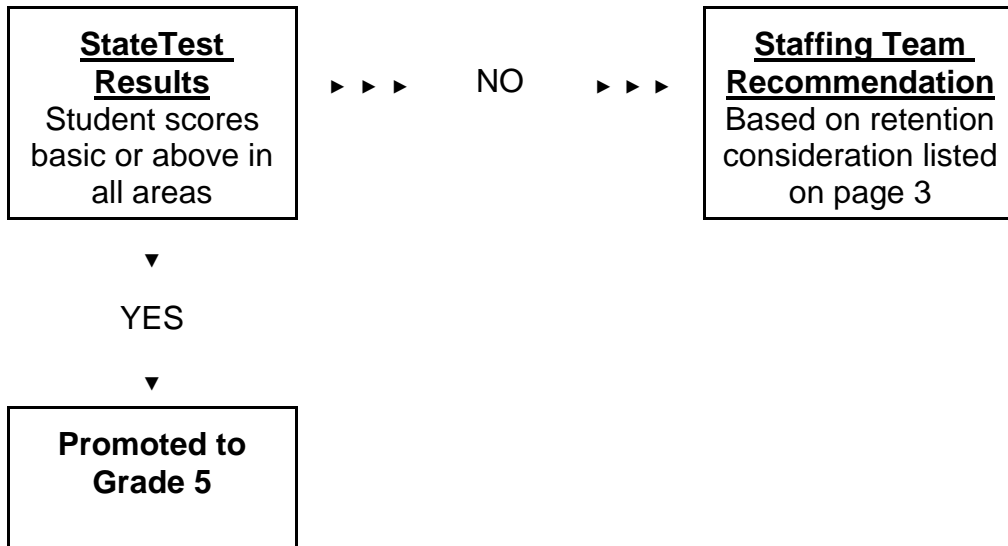 StateTest
Results
Student scores
basic or above in
all areas
► ► ►
NO
► ► ►
Staffing Team
Recommendation
Based on retention
consideration listed
on page 3
▼
YES
▼
Promoted to
Grade 5